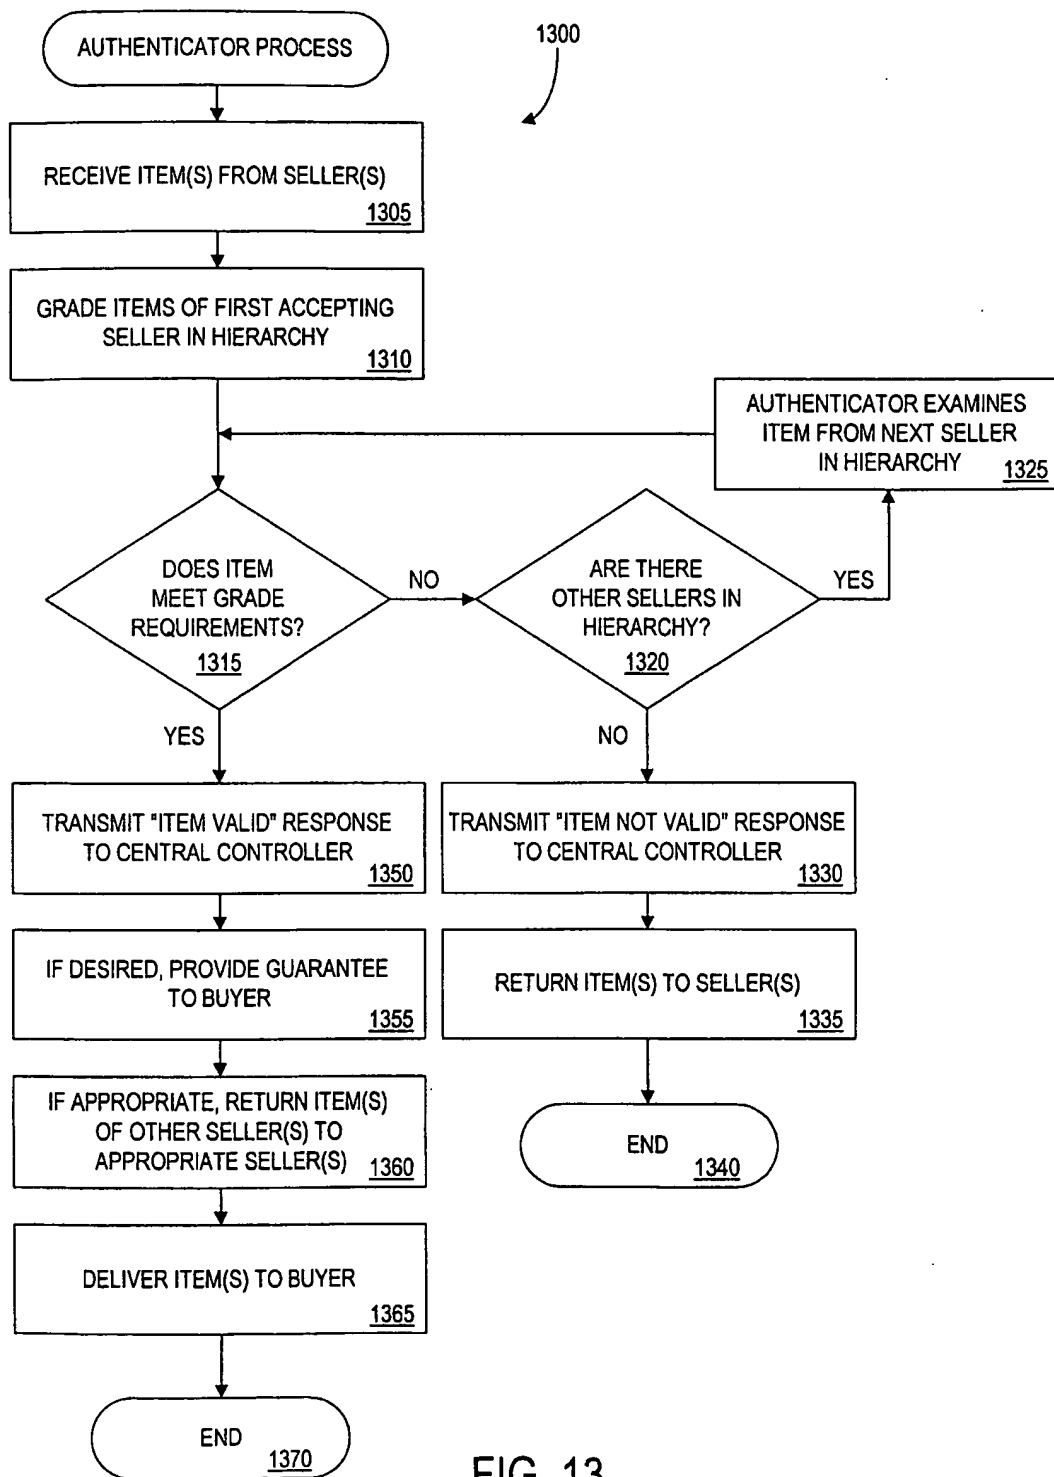 AUTHENTICATOR PROCESS
1300
RECEIVE ITEM(S) FROM SELLER(S)
1305
GRADE ITEMS OF FIRST ACCEPTING
SELLER IN HIERARCHY
1310
AUTHENTICATOR EXAMINES
ITEM FROM NEXT SELLER
IN HIERARCHY
1325
DOES ITEM
MEET GRADE
REQUIREMENTS?
1315
NO
ARE THERE
OTHER SELLERS IN
HIERARCHY?
1320
YES
YES
NO
TRANSMIT "ITEM VALID" RESPONSE
TO CENTRAL CONTROLLER
1350
TRANSMIT "ITEM NOT VALID" RESPONSE
TO CENTRAL CONTROLLER
1330
IF DESIRED, PROVIDE GUARANTEE
TO BUYER
1355
RETURN ITEM(S) TO SELLER(S)
1335
IF APPROPRIATE, RETURN ITEM(S)
OF OTHER SELLER(S) TO
APPROPRIATE SELLER(S)
1360
END
1340
DELIVER ITEM(S) TO BUYER
1365
END
1370
FIG. 13